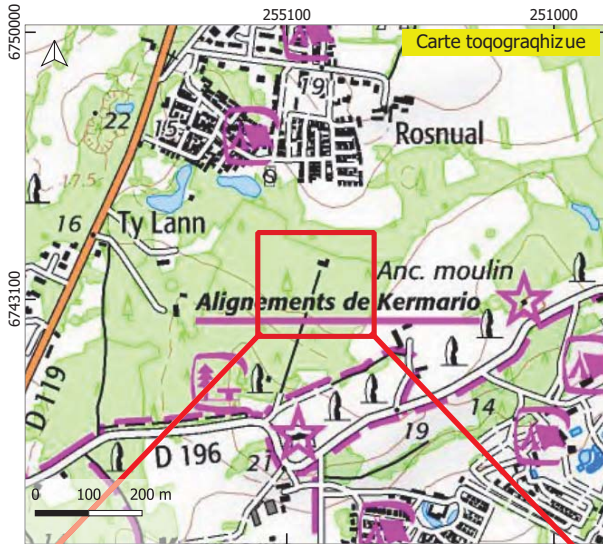 255100 251000
6750000
Carte toqograqhizue
19
22
15
Rosnual
17.5
16
Ty Lann
Anc. moulin
6743100
Alignements de Kermario
D 119
14
19
D 196
21
0 100 200 m